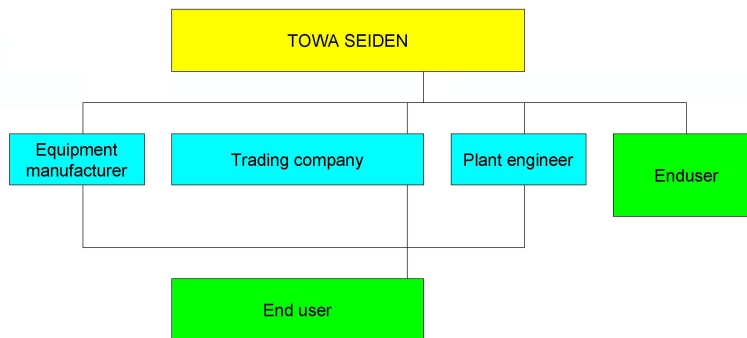 TOWA SEIDEN
Equipment
manufacturer
Trading company
Plant engineer
Enduser
End user